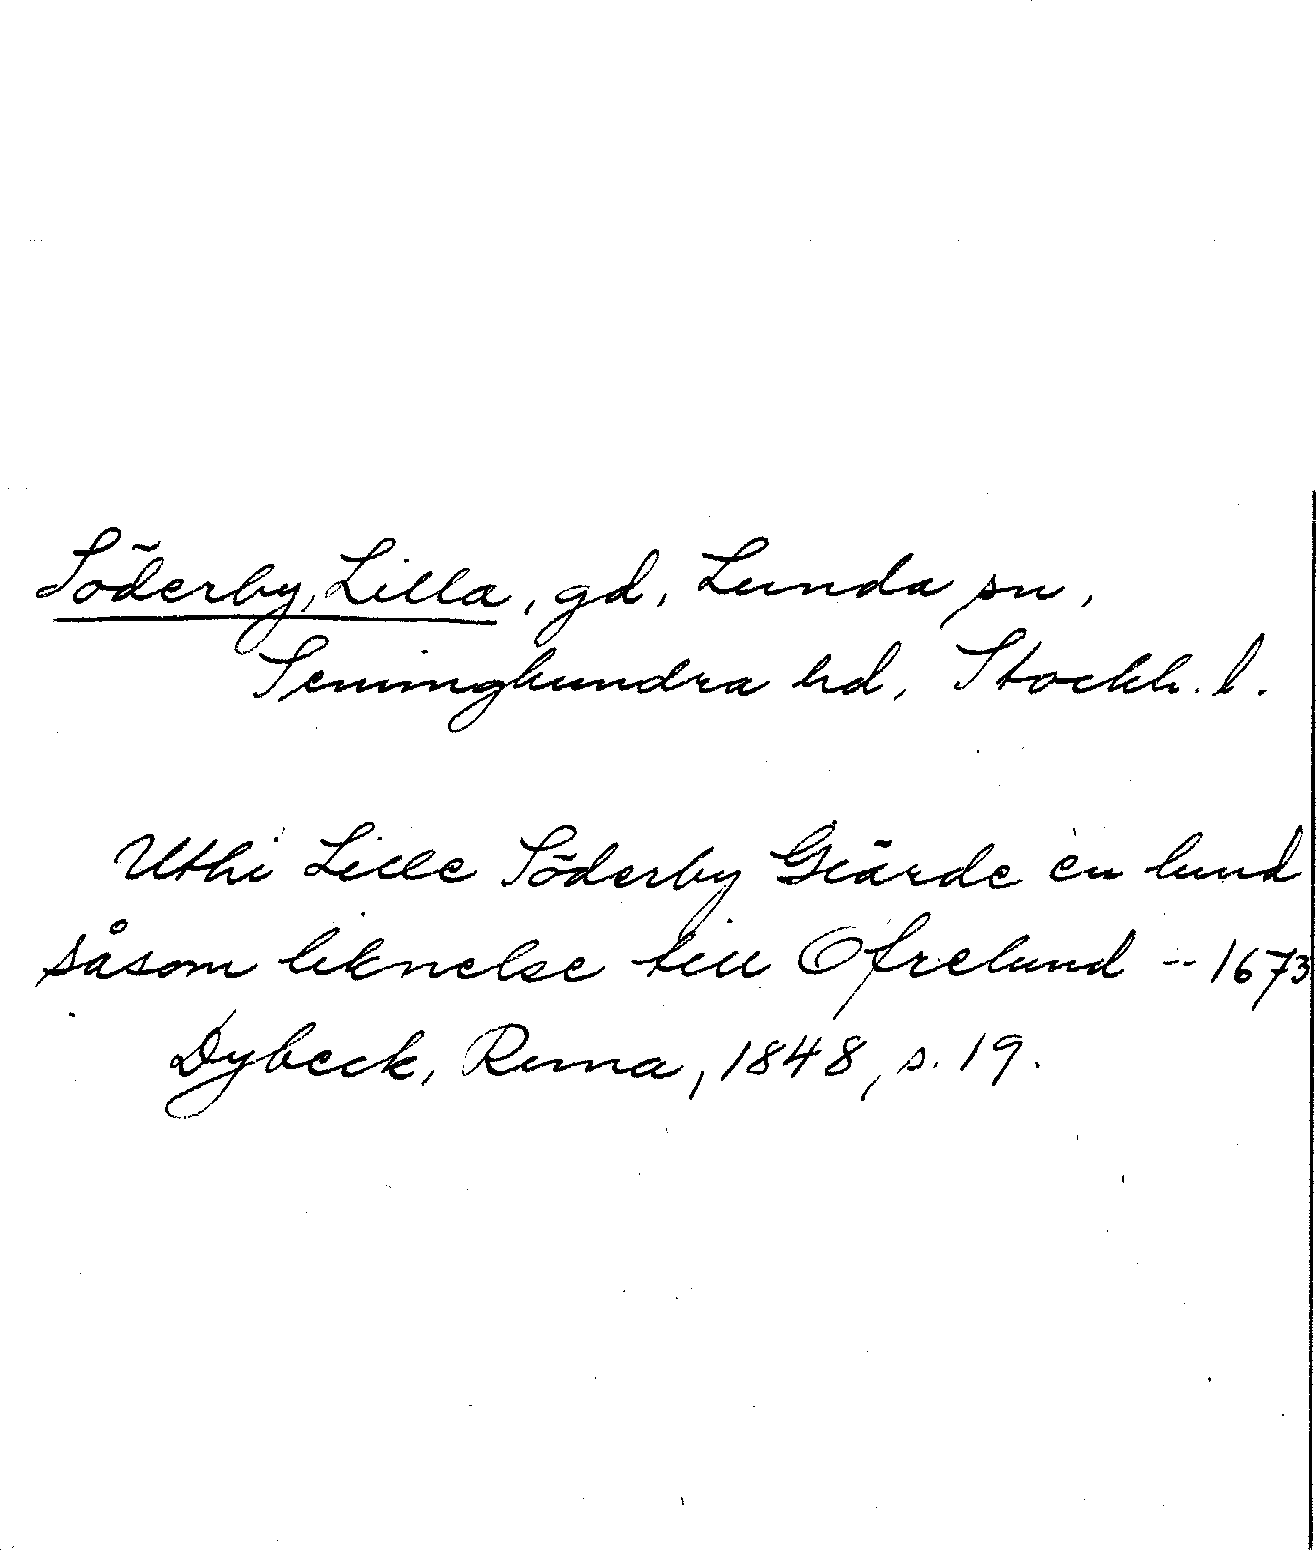 Söderby, Lilla, gd, Lunda sn,
Seminghundra hd, Stockh. l.
Uthi Lille Söderby Giärde en lund
såsom liknelse till Ofrelund -- 1673
Dybeck, Runa, 1848, s. 19.